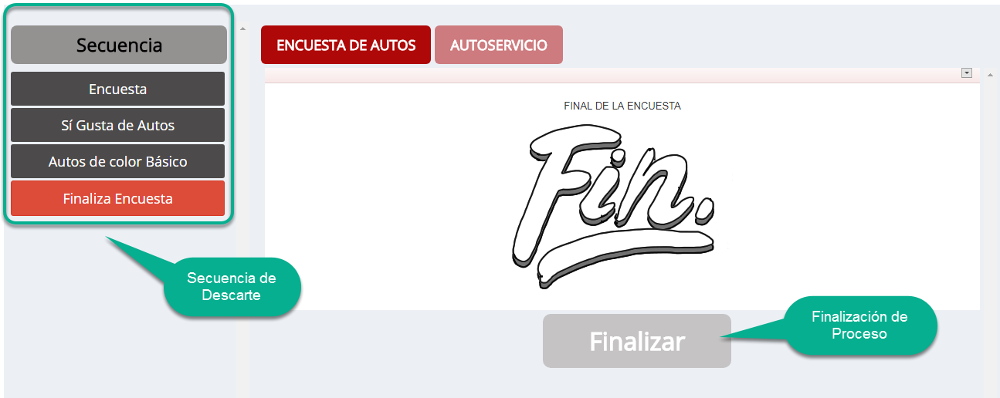 Secuencia
Encuesta
Sí Gusta de Autos
Autos de color Básico
Finaliza Encuesta
Secuencia de
Descarte
ENCUESTA DE AUTOS
AUTOSERVICIO
FINAL DE LA ENCUESTA
Fin.
Finalizar
Finalización de
Proceso